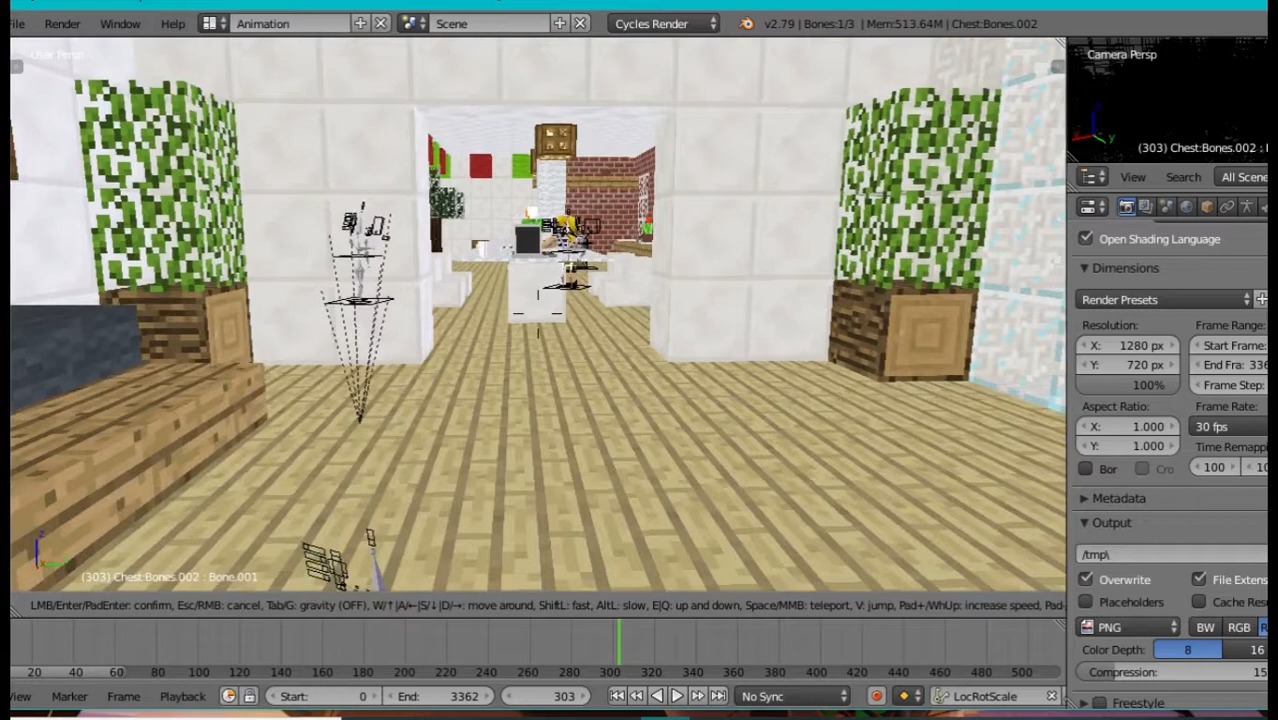 File Render Window Help Animation Scene Cycles Render v2.79 | Bones:1/3 | Mem:513.64M | Chest:Bones.002
User Persp
Camera Persp
(303) Chest:Bones.002 :
View Search All Scene
Open Shading Language
Dimensions
Render Presets
Resolution: Frame Range:
X: 1280 px Start Frame:
Y: 720 px End Fra: 336
100% Frame Step:
Aspect Ratio: Frame Rate:
X: 1.000 30 fps
Y: 1.000 Time Remapping
Bor Cro 100 10
Metadata
Output
/tmp\
(303) Chest:Bones.002 : Bone.001
Overwrite File Exten
LMB/Enter/PadEnter: confirm, Esc/RMB: cancel, Tab/G: gravity (OFF), W/↑|A/←|S/↓|D/→: move around, ShiftL: fast, AltL: slow, E|Q: up and down, Space/MMB: teleport, V: jump, Pad+/WhUp: increase speed, Pad-
Placeholders Cache Res
PNG BW RGB R
Color Depth: 8 16
Compression: 15
20 40 60 80 100 120 140 160 180 200 220 240 260 280 300 320 340 360 380 400 420 440 460 480 500
View Marker Frame Playback Start: 0 End: 3362 303 No Sync LocRotScale
Freestyle